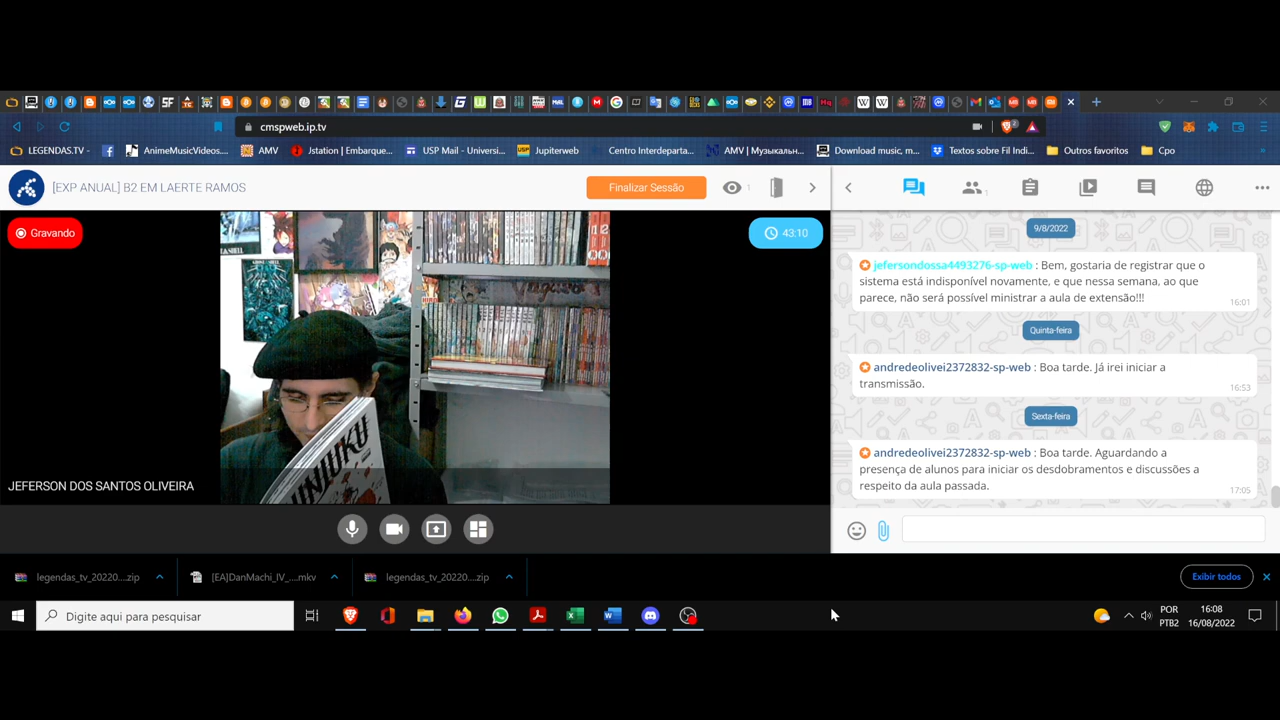 cmspweb.ip.tv
LEGENDAS.TV -
AnimeMusicVideos...
AMV
Jstation | Embarque...
USP Mail - Universi...
Jupiterweb
Centro Interdeparta...
AMV | Музыкальн...
Download music, m...
Textos sobre Fil Indi...
Outros favoritos
Cpo
[EXP ANUAL] B2 EM LAERTE RAMOS
Finalizar Sessão
1
1
Gravando
43:10
JEFERSON DOS SANTOS OLIVEIRA
9/8/2022
jefersondossa4493276-sp-web : Bem, gostaria de registrar que o
sistema está indisponível novamente, e que nessa semana, ao que
parece, não será possível ministrar a aula de extensão!!!
16:01
Quinta-feira
andredeolivei2372832-sp-web : Boa tarde. Já irei iniciar a
transmissão.
16:53
Sexta-feira
andredeolivei2372832-sp-web : Boa tarde. Aguardando a
presença de alunos para iniciar os desdobramentos e discussões a
respeito da aula passada.
17:05
legendas_tv_20220....zip
[EA]DanMachi_IV_....mkv
legendas_tv_20220....zip
Exibir todos
Digite aqui para pesquisar
POR
PTB2
16:08
16/08/2022